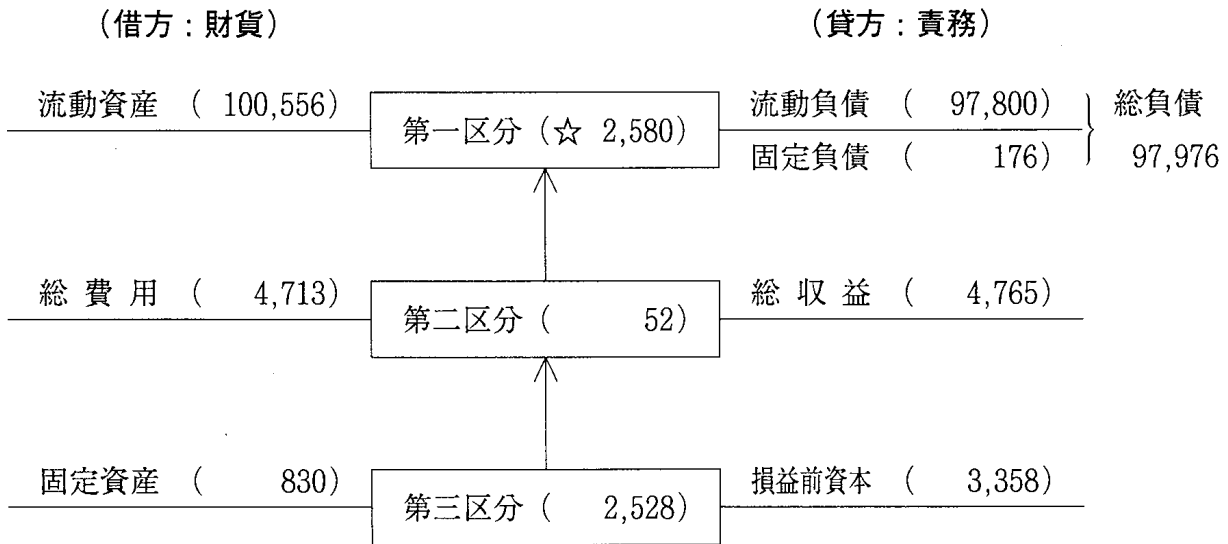 (借方：財貨) (貸方：責務)
流動資産 ( 100,556) 第一区分 (☆ 2,580) 流動負債 ( 97,800) 総負債
固定負債 ( 176) 97,976
総費用 ( 4,713) 第二区分 ( 52) 総収益 ( 4,765)
固定資産 ( 830) 第三区分 ( 2,528) 損益前資本 ( 3,358)